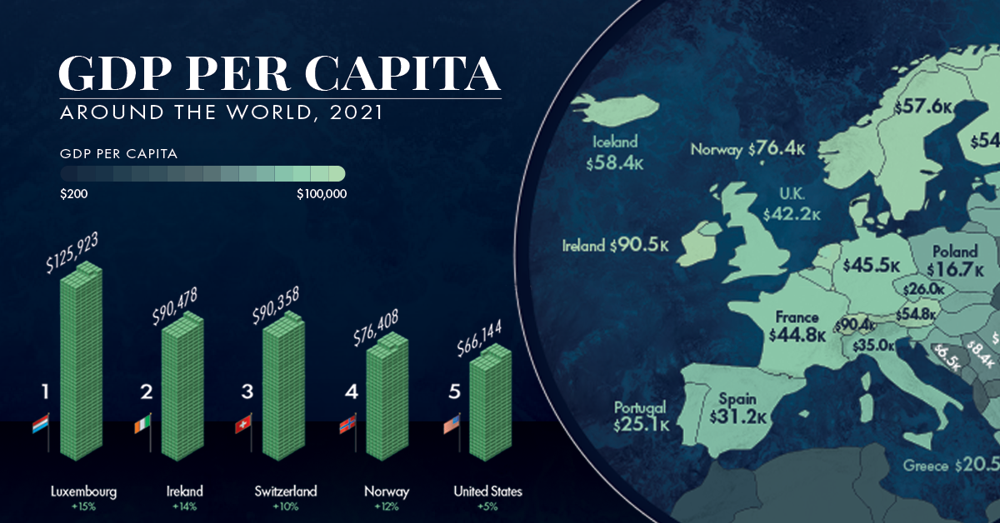 GDP PER CAPITA
AROUND THE WORLD, 2021
GDP PER CAPITA
$200 $100,000
$125,923
$90,478
$90,358
$76,408
$66,144
1
2
3
4
5
Luxembourg
+15%
Ireland
+14%
Switzerland
+10%
Norway
+12%
United States
+5%
Iceland
$58.4K
Norway $76.4K
$57.6K
$54
U.K.
$42.2K
Ireland $90.5K
$45.5K
Poland
$16.7K
$26.0K
France
$44.8K
$90.4K
$54.8K
$35.0K
$6.5K
$8.4K
$
Portugal
$25.1K
Spain
$31.2K
Greece $20.5